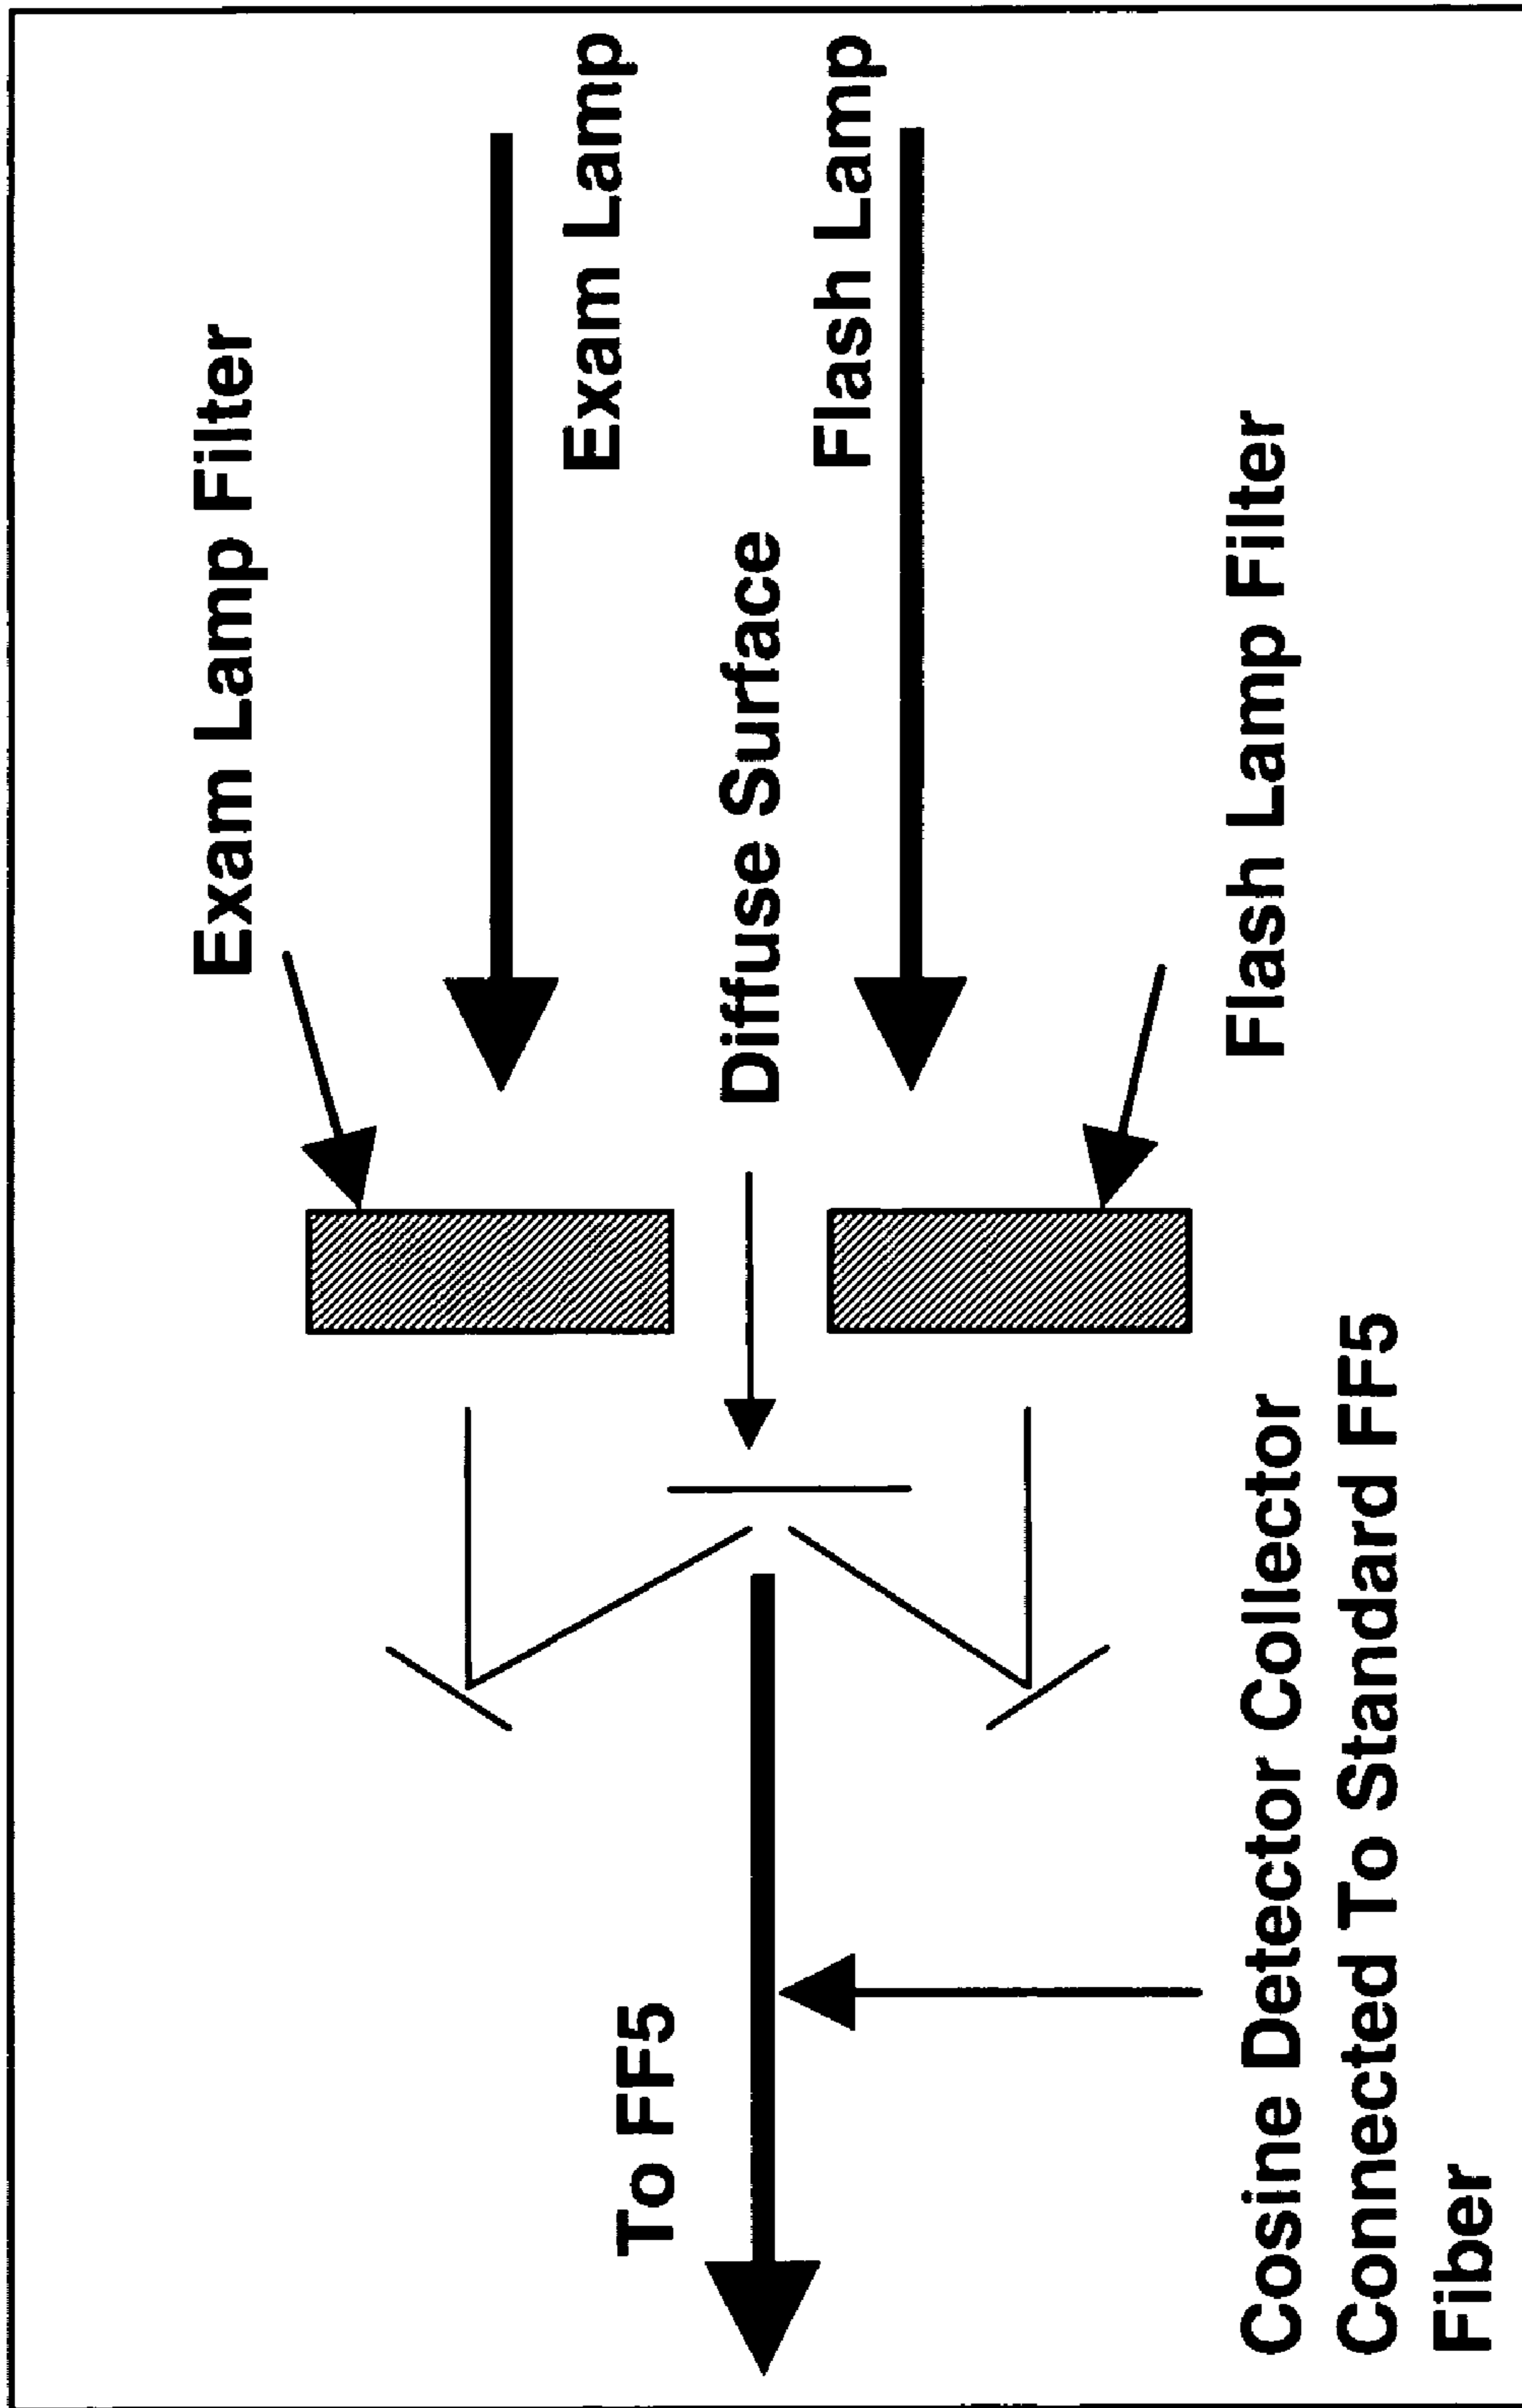 Exam Lamp Filter
Exam Lamp
To FF5
Diffuse Surface
Flash Lamp
Flash Lamp Filter
Cosine Detector Collector
Connected To Standard FF5
Fiber